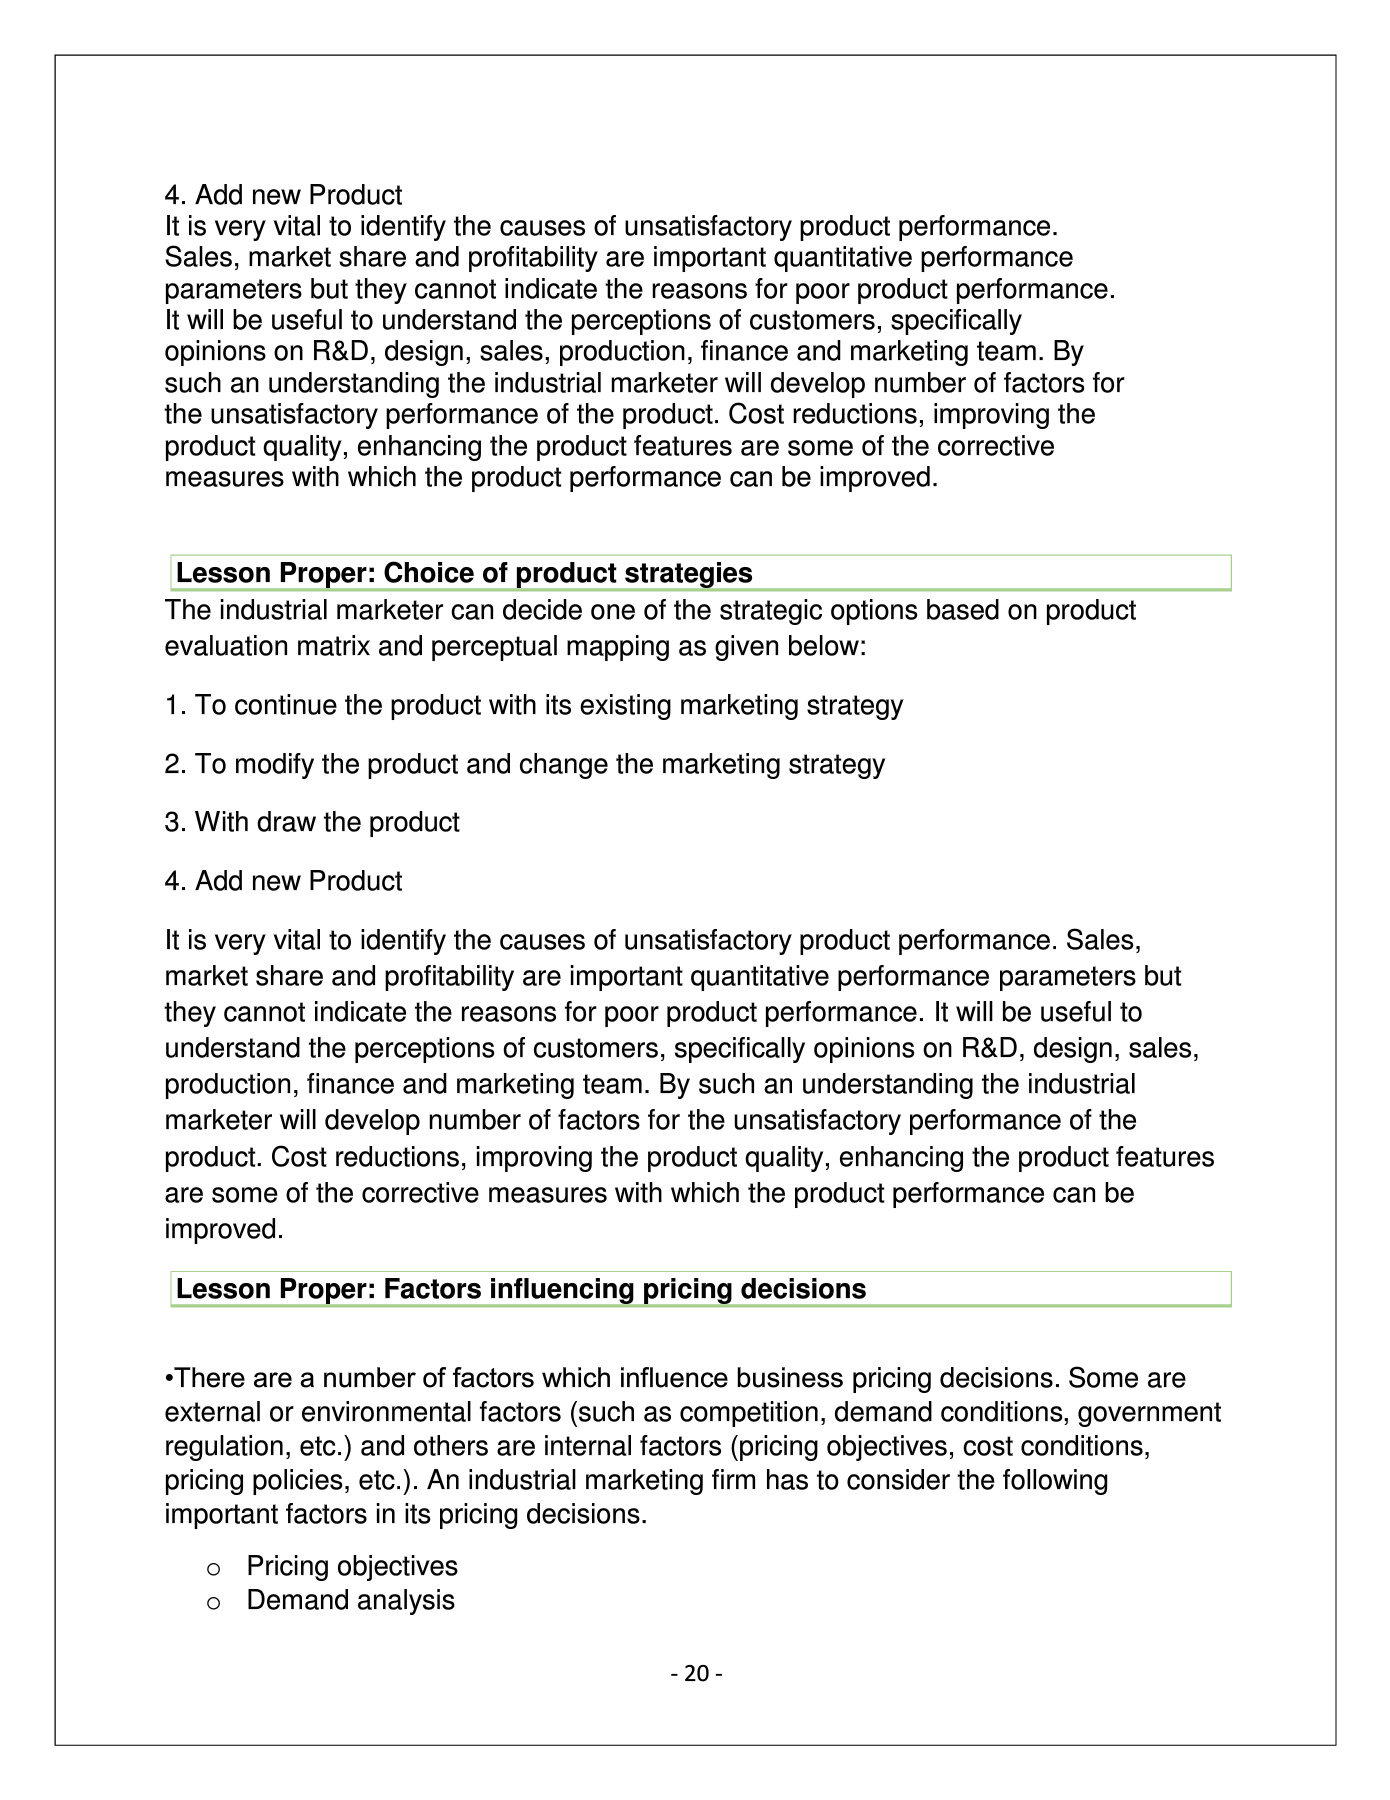 4. Add new Product
It is very vital to identify the causes of unsatisfactory product performance.
Sales, market share and profitability are important quantitative performance
parameters but they cannot indicate the reasons for poor product performance.
It will be useful to understand the perceptions of customers, specifically
opinions on R&D, design, sales, production, finance and marketing team. By
such an understanding the industrial marketer will develop number of factors for
the unsatisfactory performance of the product. Cost reductions, improving the
product quality, enhancing the product features are some of the corrective
measures with which the product performance can be improved.
Lesson Proper: Choice of product strategies
The industrial marketer can decide one of the strategic options based on product
evaluation matrix and perceptual mapping as given below:
1. To continue the product with its existing marketing strategy
2. To modify the product and change the marketing strategy
3. With draw the product
4. Add new Product
It is very vital to identify the causes of unsatisfactory product performance. Sales,
market share and profitability are important quantitative performance parameters but
they cannot indicate the reasons for poor product performance. It will be useful to
understand the perceptions of customers, specifically opinions on R&D, design, sales,
production, finance and marketing team. By such an understanding the industrial
marketer will develop number of factors for the unsatisfactory performance of the
product. Cost reductions, improving the product quality, enhancing the product features
are some of the corrective measures with which the product performance can be
improved.
Lesson Proper: Factors influencing pricing decisions
•There are a number of factors which influence business pricing decisions. Some are
external or environmental factors (such as competition, demand conditions, government
regulation, etc.) and others are internal factors (pricing objectives, cost conditions,
pricing policies, etc.). An industrial marketing firm has to consider the following
important factors in its pricing decisions.
o Pricing objectives
o Demand analysis
- 20 -